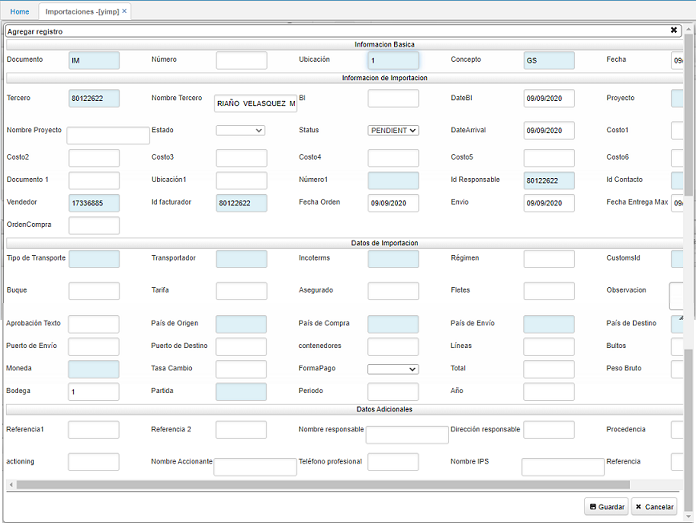 Home Importaciones -[yimp] ✕
Agregar registro ✖
Informacion Basica
Documento IM Número Ubicación 1 Concepto GS Fecha 09/
Informacion de Importacion
Tercero 80122622 Nombre Tercero RIAÑO VELASQUEZ M BI DateBl 09/09/2020 Proyecto
Nombre Proyecto Estado Status PENDIENT DateArrival 09/09/2020 Costo1
Costo2 Costo3 Costo4 Costo5 Costo6
Documento 1 Ubicación1 Número1 Id Responsable 80122622 Id Contacto
Vendedor 17336885 Id facturador 80122622 Fecha Orden 09/09/2020 Envio 09/09/2020 Fecha Entrega Max 09/
OrdenCompra
Datos de Importacion
Tipo de Transporte Transportador Incoterms Régimen CustomsId
Buque Tarifa Asegurado Fletes Observacion
Aprobación Texto País de Origen País de Compra País de Envío País de Destino
Puerto de Envío Puerto de Destino contenedores Líneas Bultos
Moneda Tasa Cambio FormaPago Total Peso Bruto
Bodega 1 Partida Periodo Año
Datos Adicionales
Referencia1 Referencia 2 Nombre responsable Dirección responsable Procedencia
actioning Nombre Accionante Teléfono profesional Nombre IPS Referencia
Guardar ✖ Cancelar